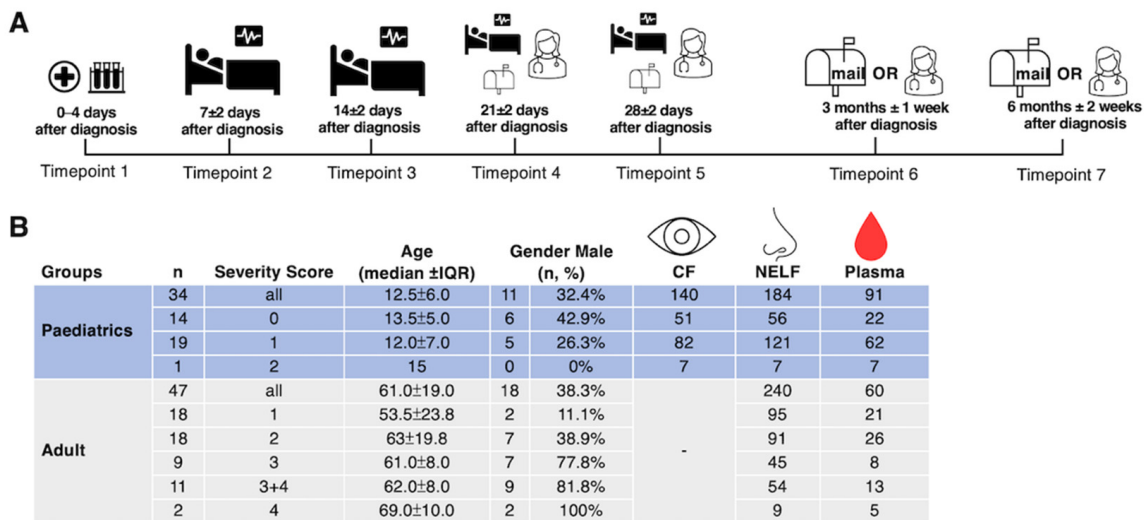 A
mail OR
mail OR
0–4 days
after diagnosis
7±2 days
after diagnosis
14±2 days
after diagnosis
21±2 days
after diagnosis
28±2 days
after diagnosis
3 months ± 1 week
after diagnosis
6 months ± 2 weeks
after diagnosis
Timepoint 1 Timepoint 2 Timepoint 3 Timepoint 4 Timepoint 5 Timepoint 6 Timepoint 7
B
Groups n Severity Score Age (median ±IQR) Gender Male (n, %) CF NELF Plasma
Paediatrics
34 all 12.5±6.0 11 32.4% 140 184 91
14 0 13.5±5.0 6 42.9% 51 56 22
19 1 12.0±7.0 5 26.3% 82 121 62
1 2 15 0 0% 7 7 7
Adult
47 all 61.0±19.0 18 38.3% - 240 60
18 1 53.5±23.8 2 11.1% 95 21
18 2 63±19.8 7 38.9% 91 26
9 3 61.0±8.0 7 77.8% 45 8
11 3+4 62.0±8.0 9 81.8% 54 13
2 4 69.0±10.0 2 100% 9 5